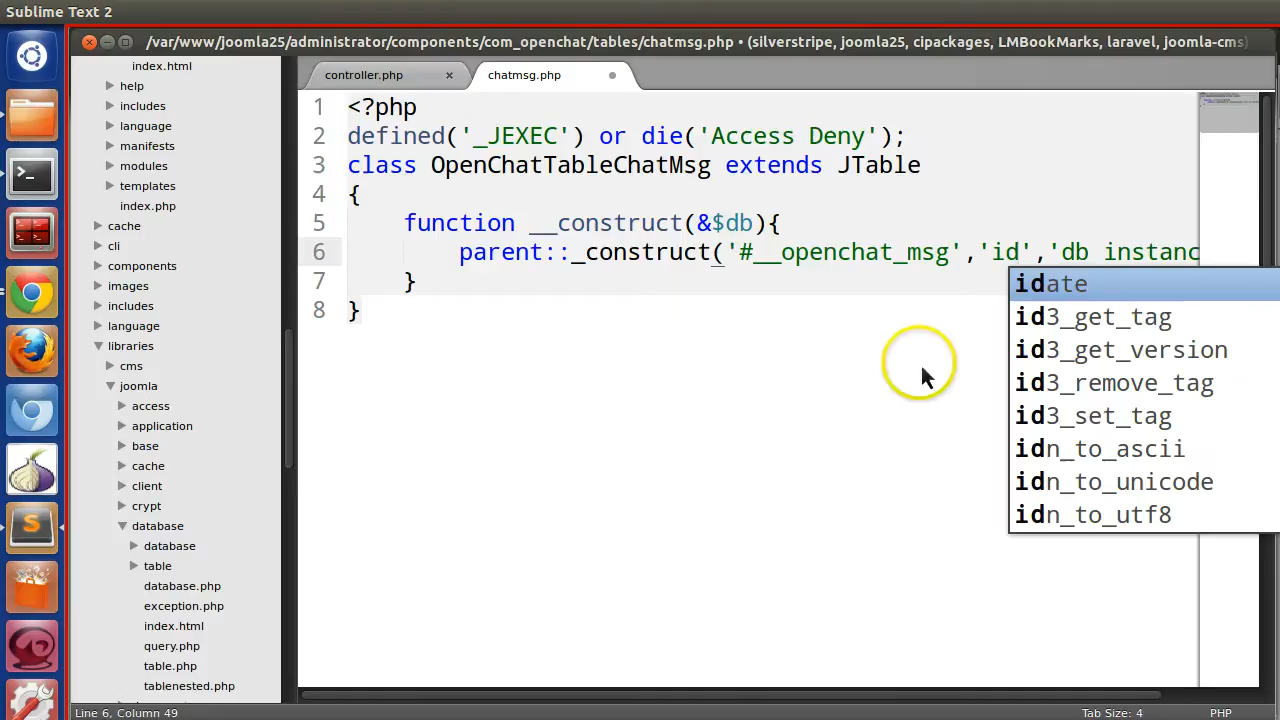 Sublime Text 2
/var/www/joomla25/administrator/components/com_openchat/tables/chatmsg.php • (silverstripe, joomla25, cipackages, LMBookMarks, laravel, joomla-cms)
index.html
help
includes
language
manifests
modules
templates
index.php
cache
cli
components
images
includes
language
libraries
cms
joomla
access
application
base
cache
client
crypt
database
database
table
database.php
exception.php
index.html
query.php
table.php
tablenested.php
controller.php ×
chatmsg.php
1 <?php
2 defined('_JEXEC') or die('Access Deny');
3 class OpenChatTableChatMsg extends JTable
4 {
5 function __construct(&$db){
6 parent::_construct('#__openchat_msg','id','db instanc
7 }
8 }
idate
id3_get_tag
id3_get_version
id3_remove_tag
id3_set_tag
idn_to_ascii
idn_to_unicode
idn_to_utf8
Line 6, Column 49
Tab Size: 4
PHP